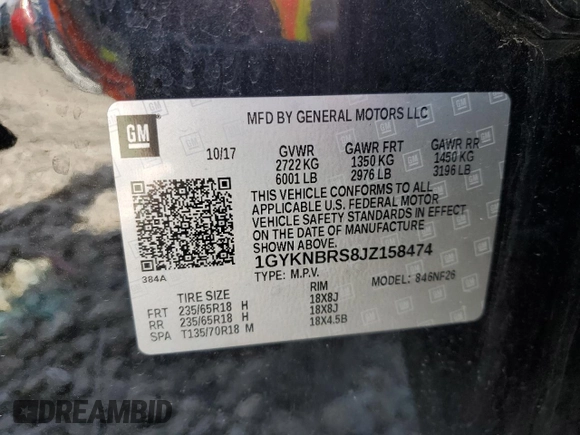 GM
MFD BY GENERAL MOTORS LLC
10/17
GVWR GAWR FRT GAWR RR
2722 KG 1350 KG 1450 KG
6001 LB 2976 LB 3196 LB
THIS VEHICLE CONFORMS TO ALL
APPLICABLE U.S. FEDERAL MOTOR
VEHICLE SAFETY STANDARDS IN EFFECT
ON THE DATE OF MANUFACTURE
SHOWN ABOVE.
1GYKNBRS8JZ158474
384A
TYPE: M.P.V. MODEL: 846NF26
TIRE SIZE RIM
FRT 235/65R18 H 18X8J
RR 235/65R18 H 18X8J
SPA T135/70R18 M 18X4.5B
DREAMBID